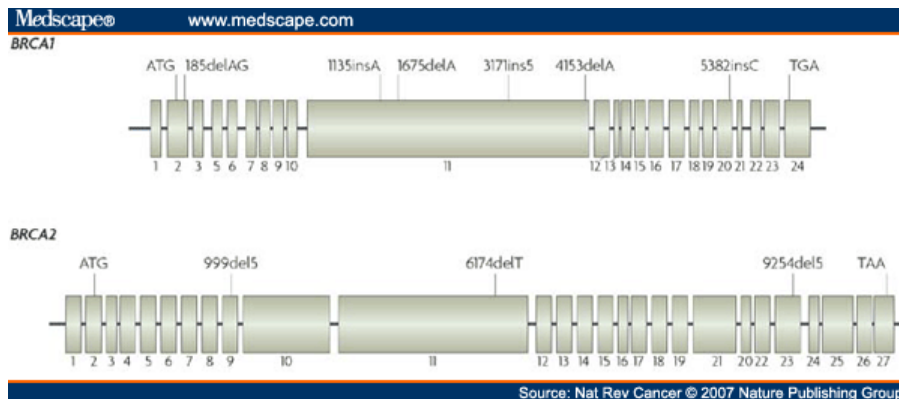 Medscape® www.medscape.com
BRCA1
ATG 185delAG 1135insA 1675delA 3171ins5 4153delA 5382insC TGA
1 2 3 5 6 7 8 9 10 11 12 13 14 15 16 17 18 19 20 21 22 23 24
BRCA2
ATG 999del5 6174delT 9254del5 TAA
1 2 3 4 5 6 7 8 9 10 11 12 13 14 15 16 17 18 19 21 20 22 23 24 25 26 27
Source: Nat Rev Cancer © 2007 Nature Publishing Group